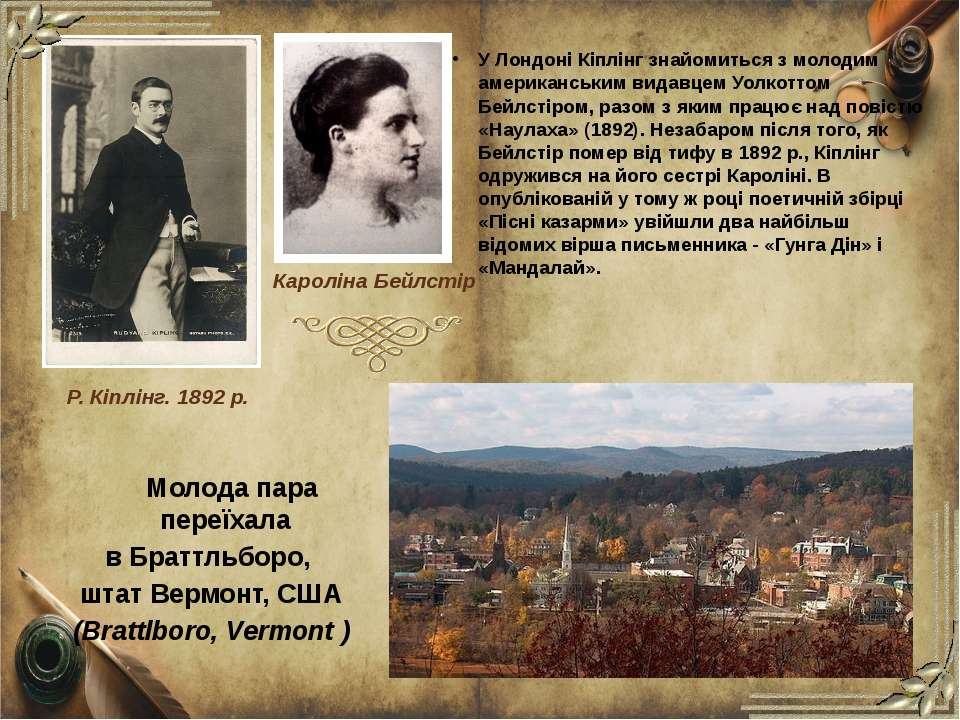 У Лондоні Кіплінг знайомиться з молодим
американським видавцем Уолкоттом
Бейлстіром, разом з яким працює над повістю
«Наулаха» (1892). Незабаром після того, як
Бейлстір помер від тифу в 1892 р., Кіплінг
одружився на його сестрі Кароліні. В
опублікованій у тому ж році поетичній збірці
«Пісні казарми» увійшли два найбільш
відомих вірша письменника - «Гунга Дін» і
«Мандалай».
RUDYARD KIPLING
ROTARY PHOTO. E.C.
Кароліна Бейлстір
Р. Кіплінг. 1892 р.
Молода пара
переїхала
в Браттльборо,
штат Вермонт, США
(Brattlboro, Vermont )